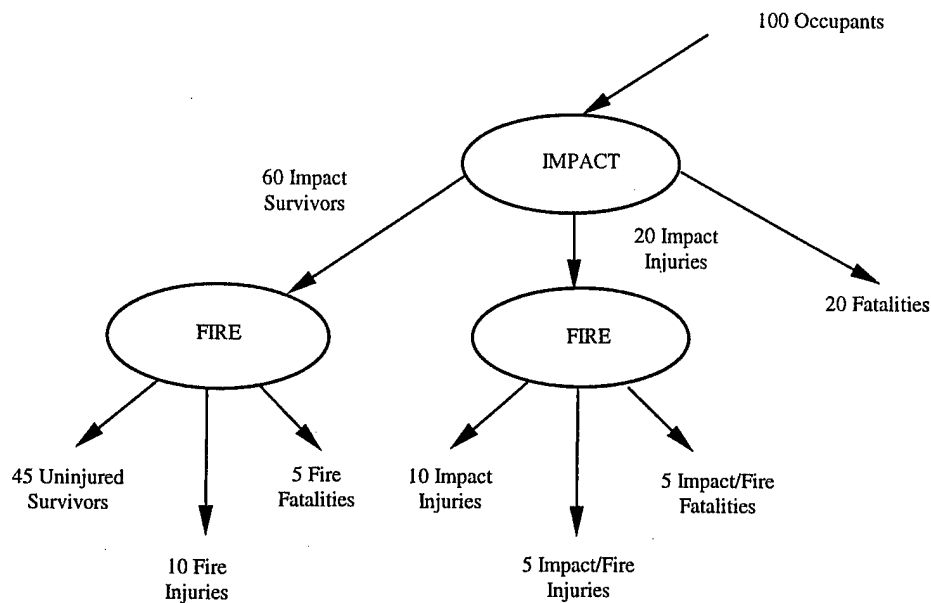 100 Occupants
IMPACT
60 Impact
Survivors
20 Impact
Injuries
20 Fatalities
FIRE
FIRE
45 Uninjured
Survivors
5 Fire
Fatalities
10 Impact
Injuries
5 Impact/Fire
Fatalities
10 Fire
Injuries
5 Impact/Fire
Injuries